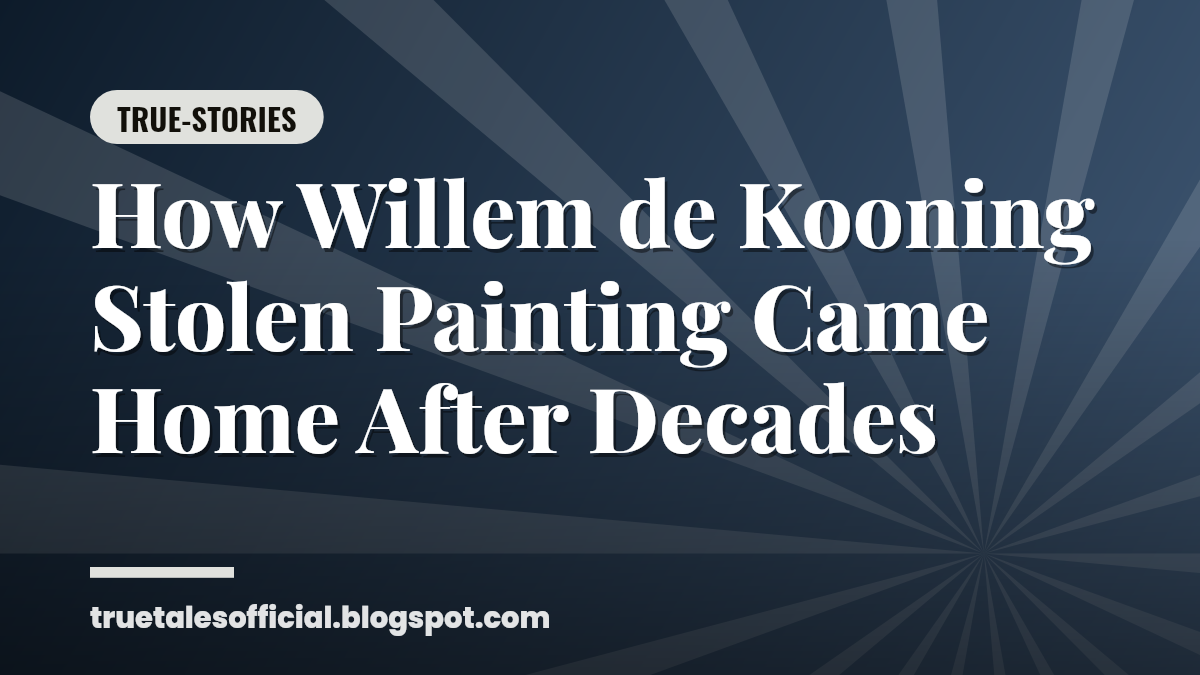 TRUE-STORIES
How Willem de Kooning
Stolen Painting Came
Home After Decades
truetalesofficial.blogspot.com